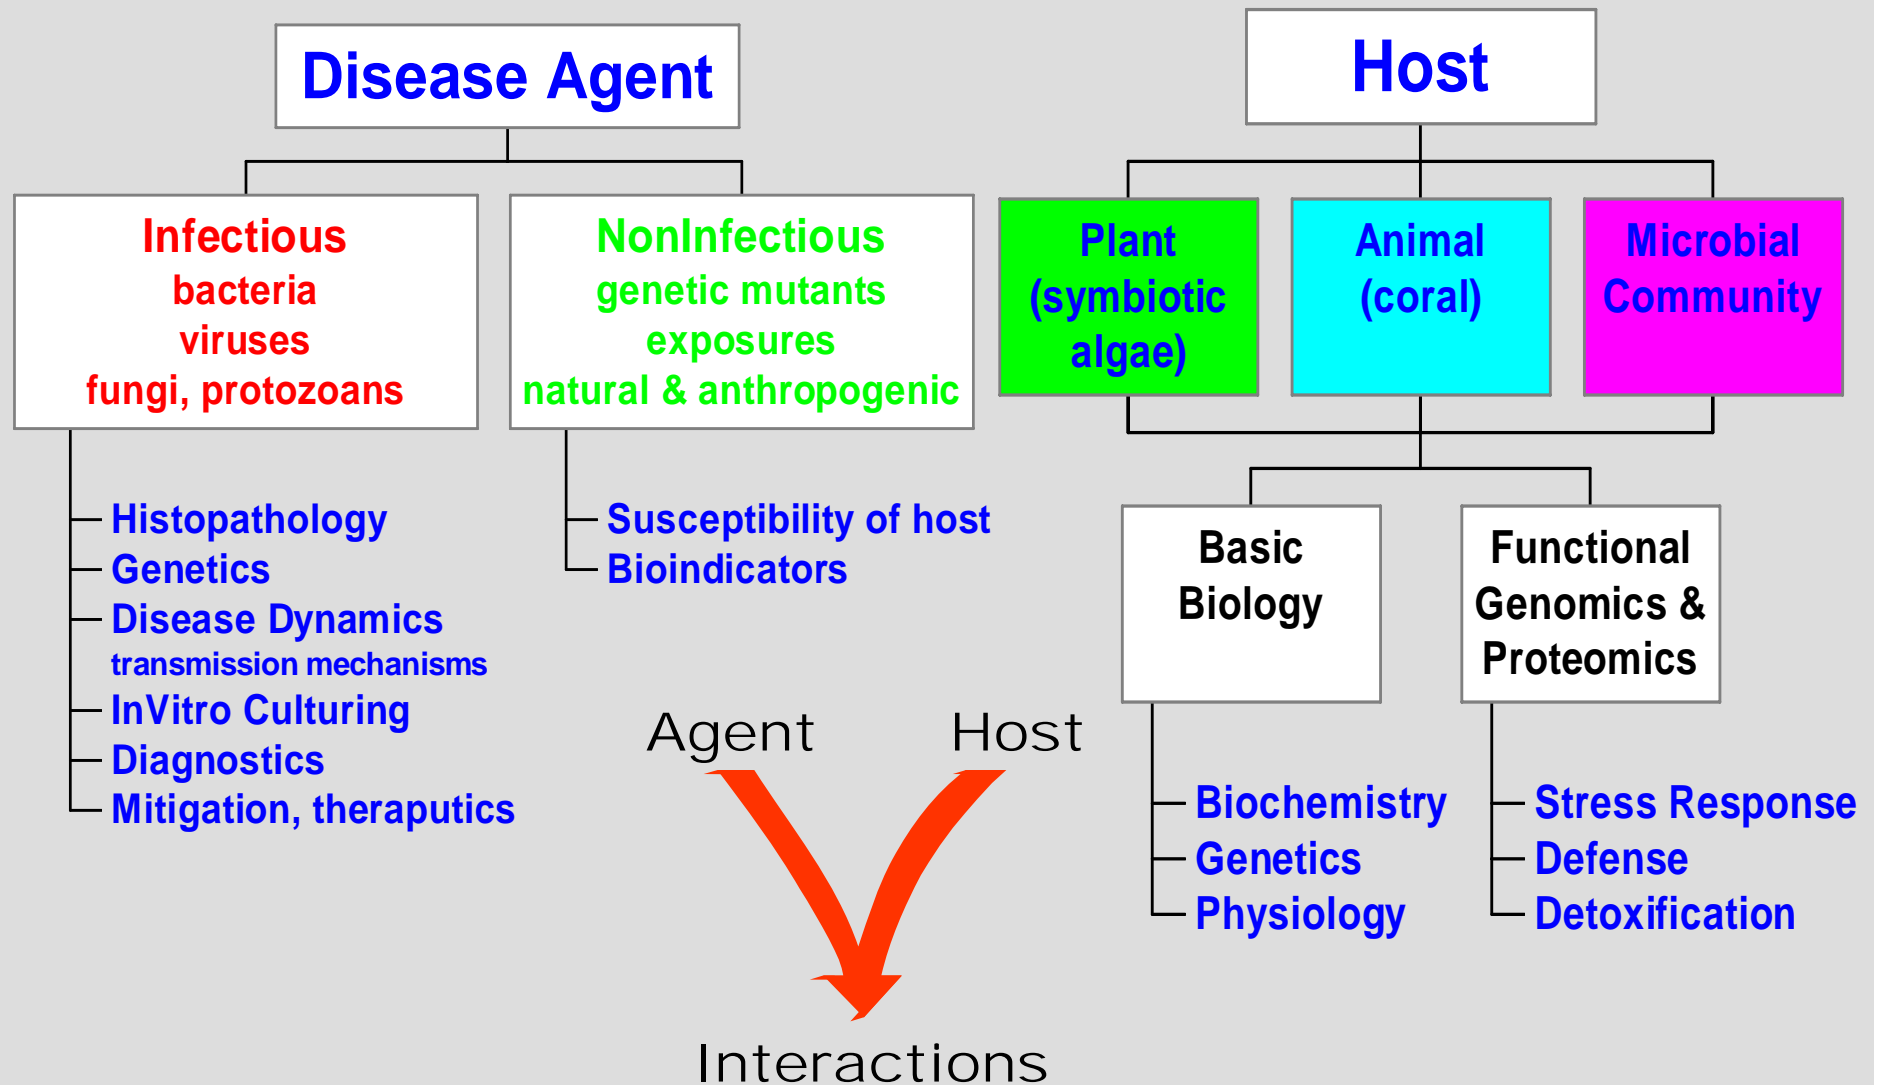 Disease Agent
Infectious
bacteria
viruses
fungi, protozoans
NonInfectious
genetic mutants
exposures
natural & anthropogenic
Histopathology
Genetics
Disease Dynamics
transmission mechanisms
InVitro Culturing
Diagnostics
Mitigation, theraputics
Susceptibility of host
Bioindicators
Host
Plant
(symbiotic
algae)
Animal
(coral)
Microbial
Community
Basic
Biology
Functional
Genomics &
Proteomics
Biochemistry
Genetics
Physiology
Stress Response
Defense
Detoxification
Agent
Host
Interactions